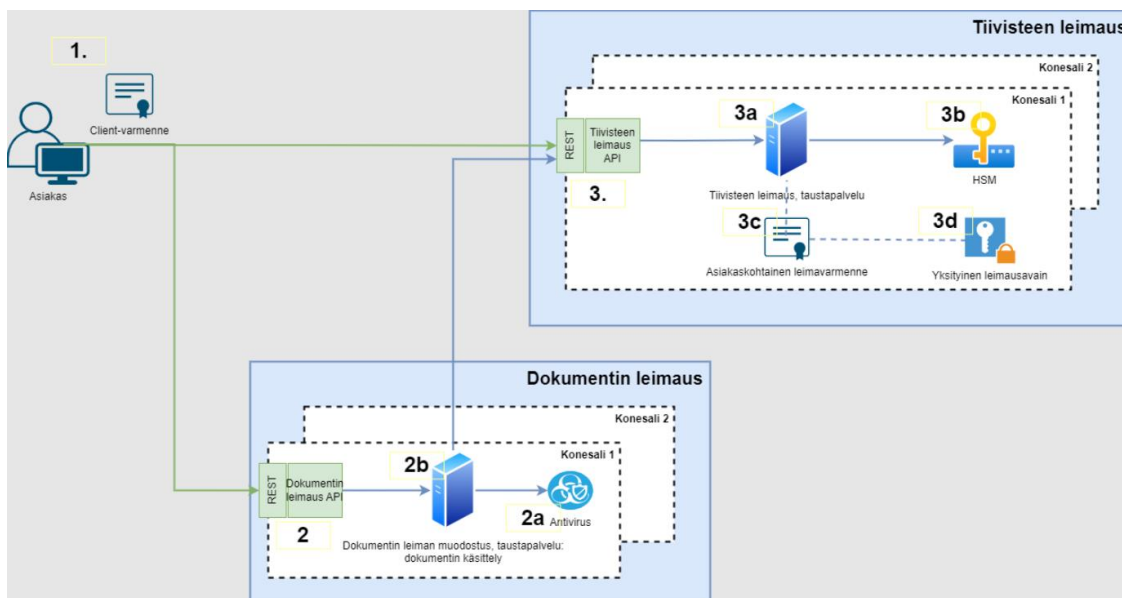 Tiivisteen leimaus
1.
Konesali 2
Konesali 1
Client-varmenne
Asiakas
REST
Tiivisteen
leimaus
API
3.
3a
3b
HSM
Tiivisteen leimaus, taustapalvelu
3c
3d
Asiakaskohtainen leimavarmenne
Yksityinen leimausavain
Dokumentin leimaus
Konesali 2
Konesali 1
REST
Dokumentin
leimaus API
2
2b
2a
Antivirus
Dokumentin leiman muodostus, taustapalvelu:
dokumentin käsittely